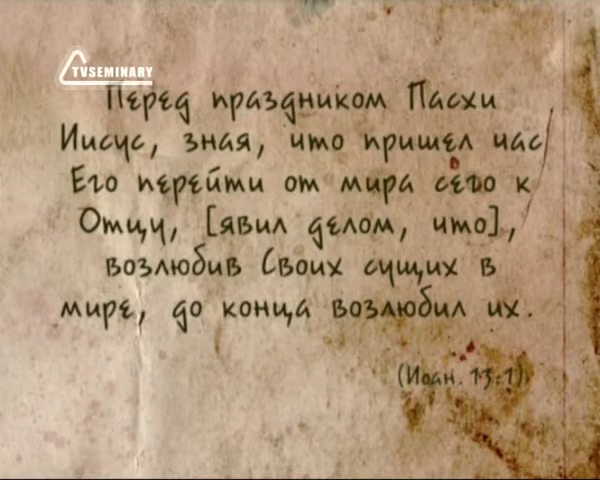 TVSEMINARY
Перед праздником Пасхи
Иисус, зная, что пришел час
Его перейти от мира сего к
Отцу, [явил делом, что],
возлюбив Своих сущих в
мире, до конца возлюбил их.
(Иоан. 13:1)